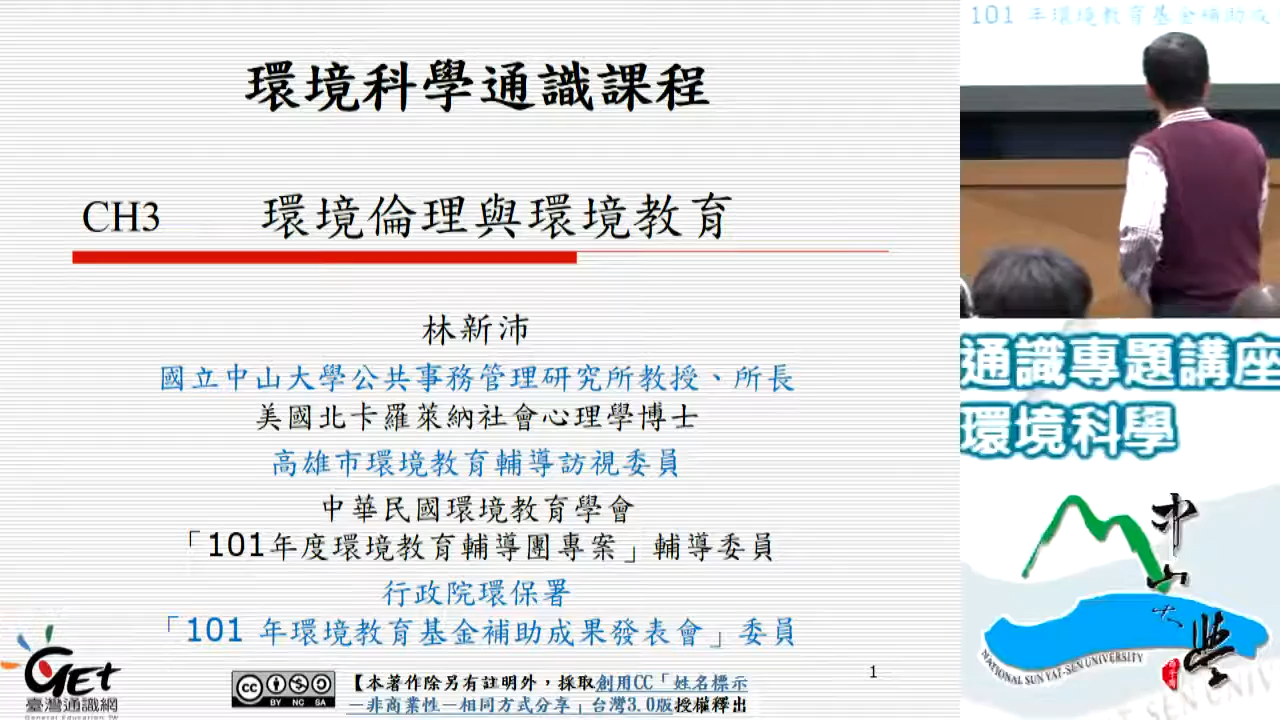 環境科學通識課程
CH3 環境倫理與環境教育
林新沛
國立中山大學公共事務管理研究所教授、所長
美國北卡羅萊納社會心理學博士
高雄市環境教育輔導訪視委員
中華民國環境教育學會
「101年度環境教育輔導團專案」輔導委員
行政院環保署
「101 年環境教育基金補助成果發表會」委員
GET
臺灣通識網
General Education TW
cc BY NC SA
【本著作除另有註明外，採取創用CC「姓名標示
－非商業性－相同方式分享」台灣3.0版授權釋出
1
101 年環境教育基金補助成
通識專題講座
環境科學
中山大學
NATIONAL SUN YAT-SEN UNIVERSITY
SEN UNIV